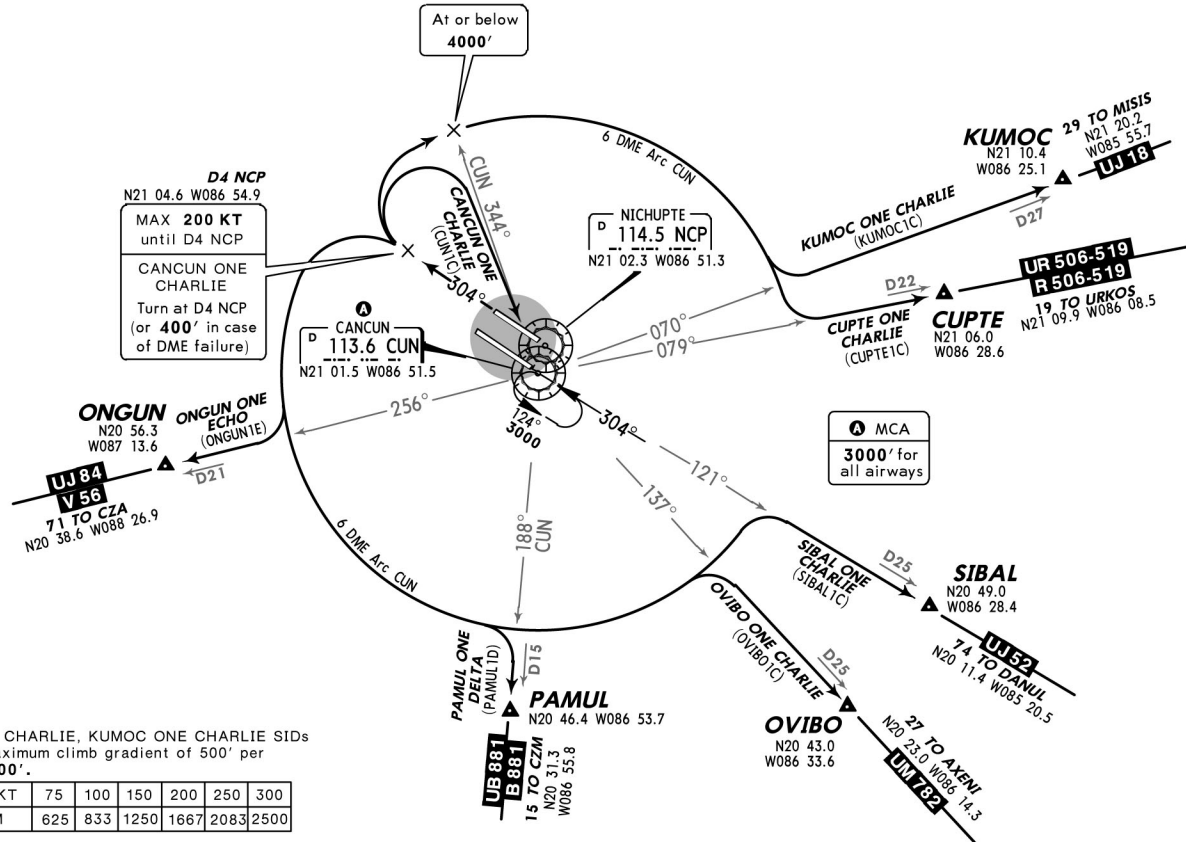 At or below
4000'
6 DME Arc CUN
CUN 344°
D4 NCP
N21 04.6 W086 54.9
MAX 200 KT
until D4 NCP
CANCUN ONE
CHARLIE
Turn at D4 NCP
(or 400' in case
of DME failure)
CANCUN ONE
CHARLIE
(CUN1C)
304°
NICHUPTE
D 114.5 NCP
N21 02.3 W086 51.3
A
CANCUN
D 113.6 CUN
N21 01.5 W086 51.5
KUMOC
N21 10.4
W086 25.1
29 TO MISIS
N21 20.2
W085 55.7
UJ 18
D27
KUMOC ONE CHARLIE
(KUMOC1C)
UR 506-519
R 506-519
19 TO URKOS
N21 09.9 W086 08.5
D22
CUPTE
N21 06.0
W086 28.6
CUPTE ONE
CHARLIE
(CUPTE1C)
070°
079°
256°
ONGUN
N20 56.3
W087 13.6
ONGUN ONE
ECHO
(ONGUN1E)
D21
UJ 84
V 56
71 TO CZA
N20 38.6 W088 26.9
124°
3000
304°
A MCA
3000' for
all airways
121°
137°
188°
CUN
6 DME Arc CUN
SIBAL ONE
CHARLIE
(SIBAL1C)
D25
SIBAL
N20 49.0
W086 28.4
UJ 52
74 TO DANUL
N20 11.4 W085 20.5
OVIBO ONE CHARLIE
(OVIBO1C)
D25
OVIBO
N20 43.0
W086 33.6
27 TO AXENI
N20 23.0 W086 14.3
UM 782
PAMUL ONE
DELTA
(PAMUL1D)
D15
PAMUL
N20 46.4 W086 53.7
UB 881
B 881
15 TO CZM
N20 31.3
W086 55.8
CHARLIE, KUMOC ONE CHARLIE SIDs
ximum climb gradient of 500' per
00'.
KT 75 100 150 200 250 300
M 625 833 1250 1667 2083 2500